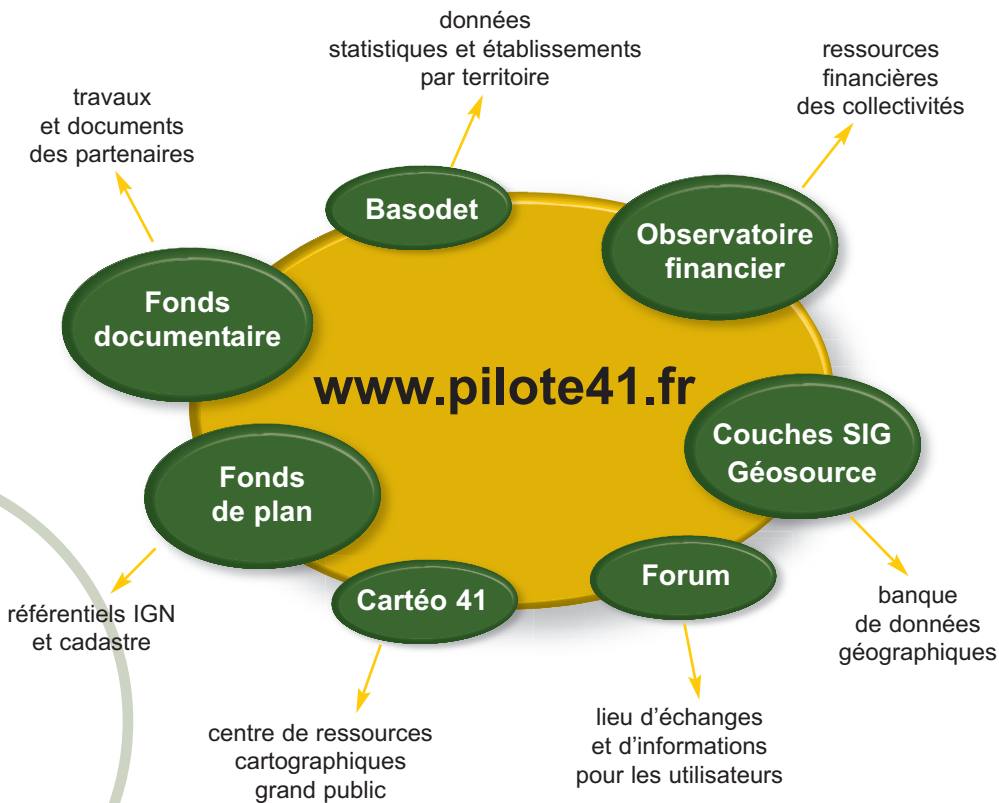 données
statistiques et établissements
par territoire
ressources
financières
des collectivités
travaux
et documents
des partenaires
Basodet
Observatoire
financier
Fonds
documentaire
www.pilote41.fr
Couches SIG
Géosource
Fonds
de plan
Forum
Cartéo 41
référentiels IGN
et cadastre
banque
de données
géographiques
lieu d’échanges
et d’informations
pour les utilisateurs
centre de ressources
cartographiques
grand public